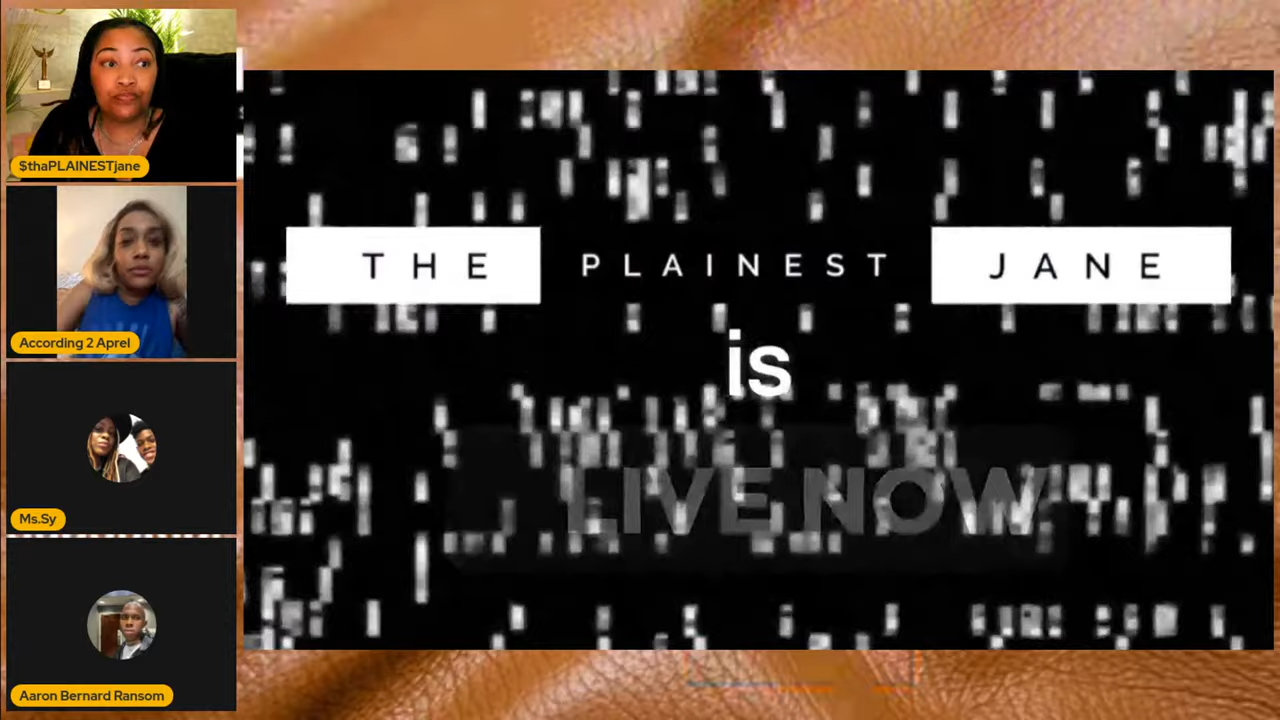 $thaPLAINESTjane
According 2 Aprel
Ms.Sy
Aaron Bernard Ransom
THE PLAINEST JANE
is
LIVE NOW